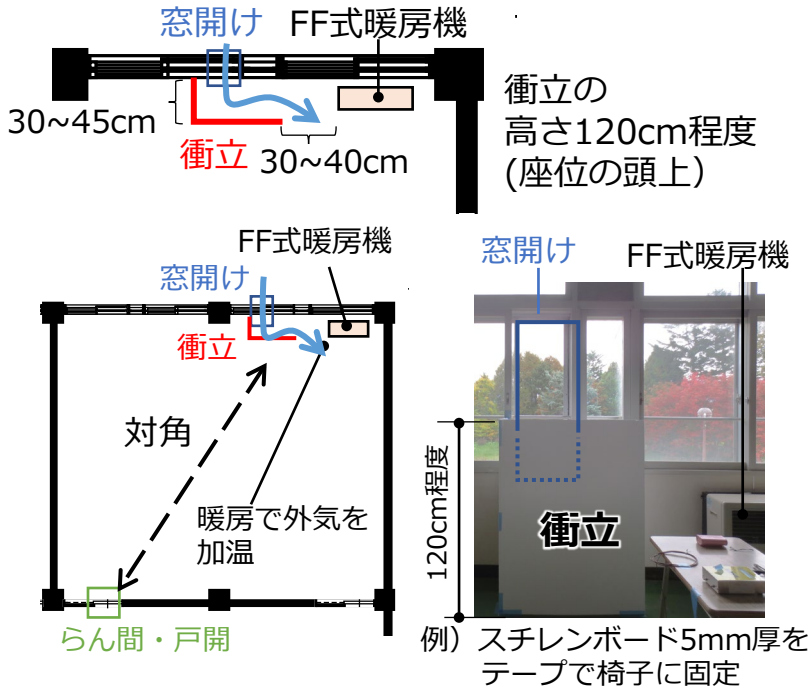 窓開け
FF式暖房機
30~45cm
衝立
30~40cm
衝立の
高さ120cm程度
(座位の頭上）
FF式暖房機
窓開け
衝立
対角
暖房で外気を
加温
らん間・戸開
窓開け
FF式暖房機
120cm程度
衝立
例）スチレンボード5mm厚を
テープで椅子に固定